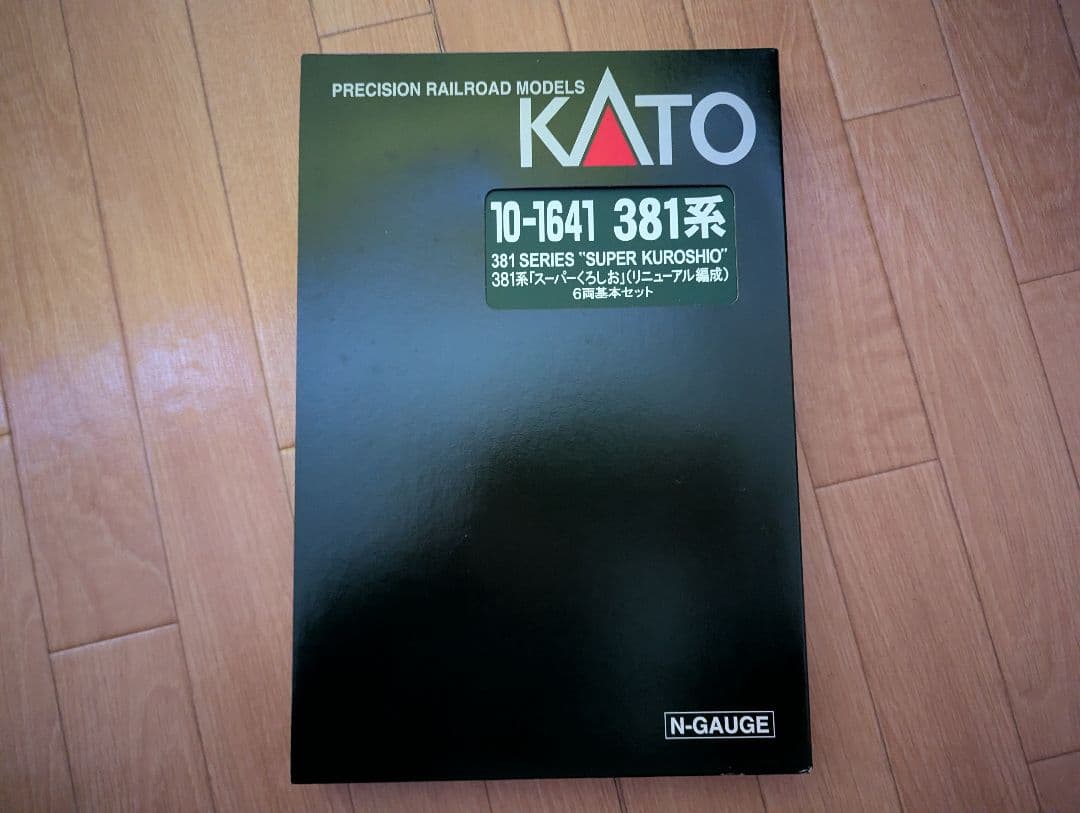 PRECISION RAILROAD MODELS
KATO
10-1641 381系
381 SERIES "SUPER KUROSHIO"
381系「スーパーくろしお」(リニューアル編成)
6両基本セット
N-GAUGE